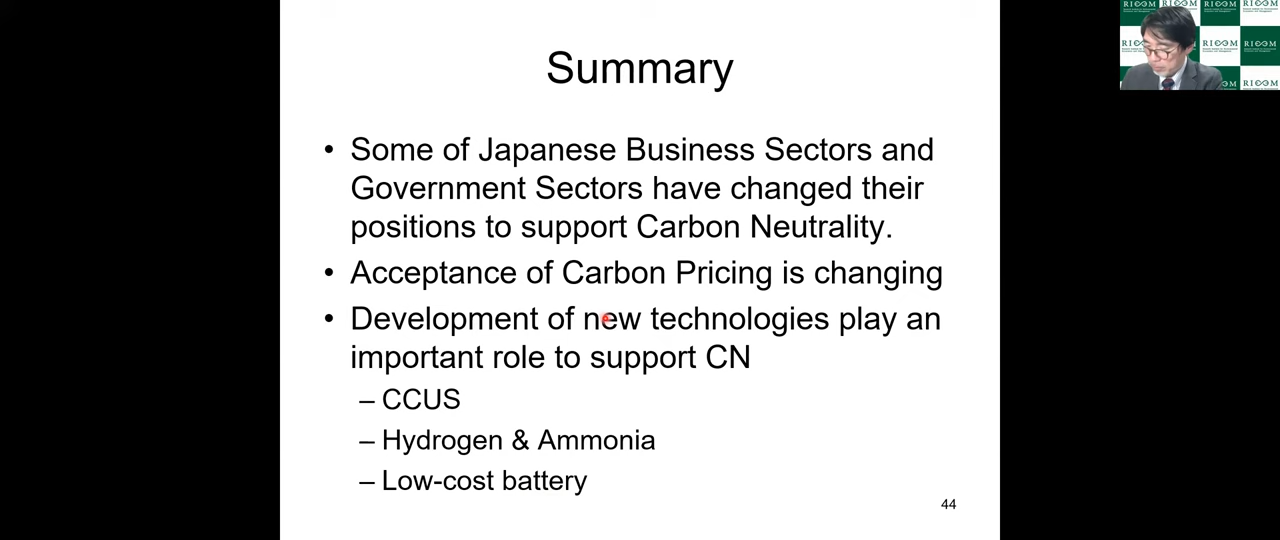 Summary
• Some of Japanese Business Sectors and
Government Sectors have changed their
positions to support Carbon Neutrality.
• Acceptance of Carbon Pricing is changing
• Development of new technologies play an
important role to support CN
– CCUS
– Hydrogen & Ammonia
– Low-cost battery
44